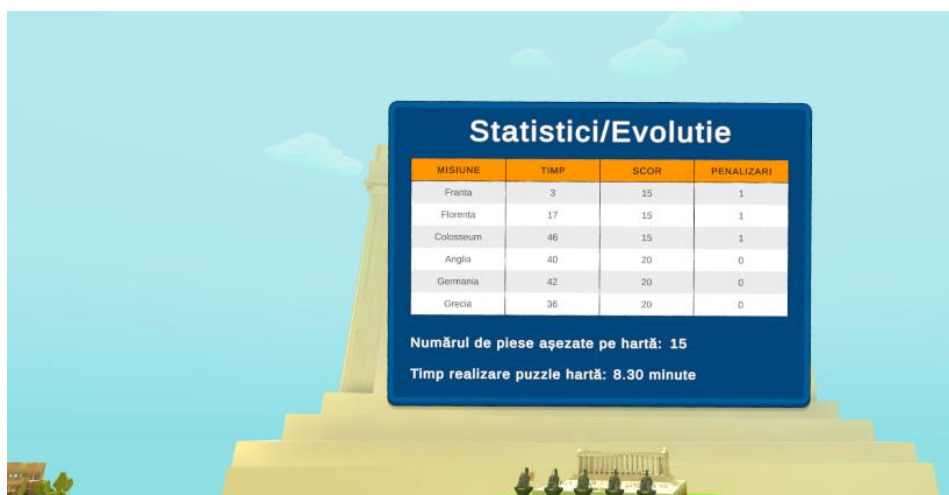 Statistici/Evolutie
MISIUNE TIMP SCOR PENALIZARI
Franta 3 15 1
Florenta 17 15 1
Colosseum 46 15 1
Anglia 40 20 0
Germania 42 20 0
Grecia 36 20 0
Numărul de piese așezate pe hartă: 15
Timp realizare puzzle hartă: 8.30 minute